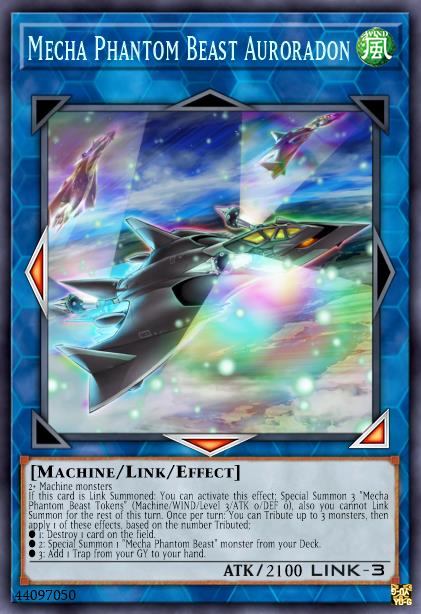 Mecha Phantom Beast Auroradon
WIND
風
[Machine/Link/Effect]
2+ Machine monsters
If this card is Link Summoned: You can activate this effect; Special Summon 3 "Mecha
Phantom Beast Tokens" (Machine/WIND/Level 3/ATK 0/DEF 0), also you cannot Link
Summon for the rest of this turn. Once per turn: You can Tribute up to 3 monsters, then
apply 1 of these effects, based on the number Tributed;
● 1: Destroy 1 card on the field.
● 2: Special Summon 1 "Mecha Phantom Beast" monster from your Deck.
● 3: Add 1 Trap from your GY to your hand.
ATK/2100 LINK-3
44097050